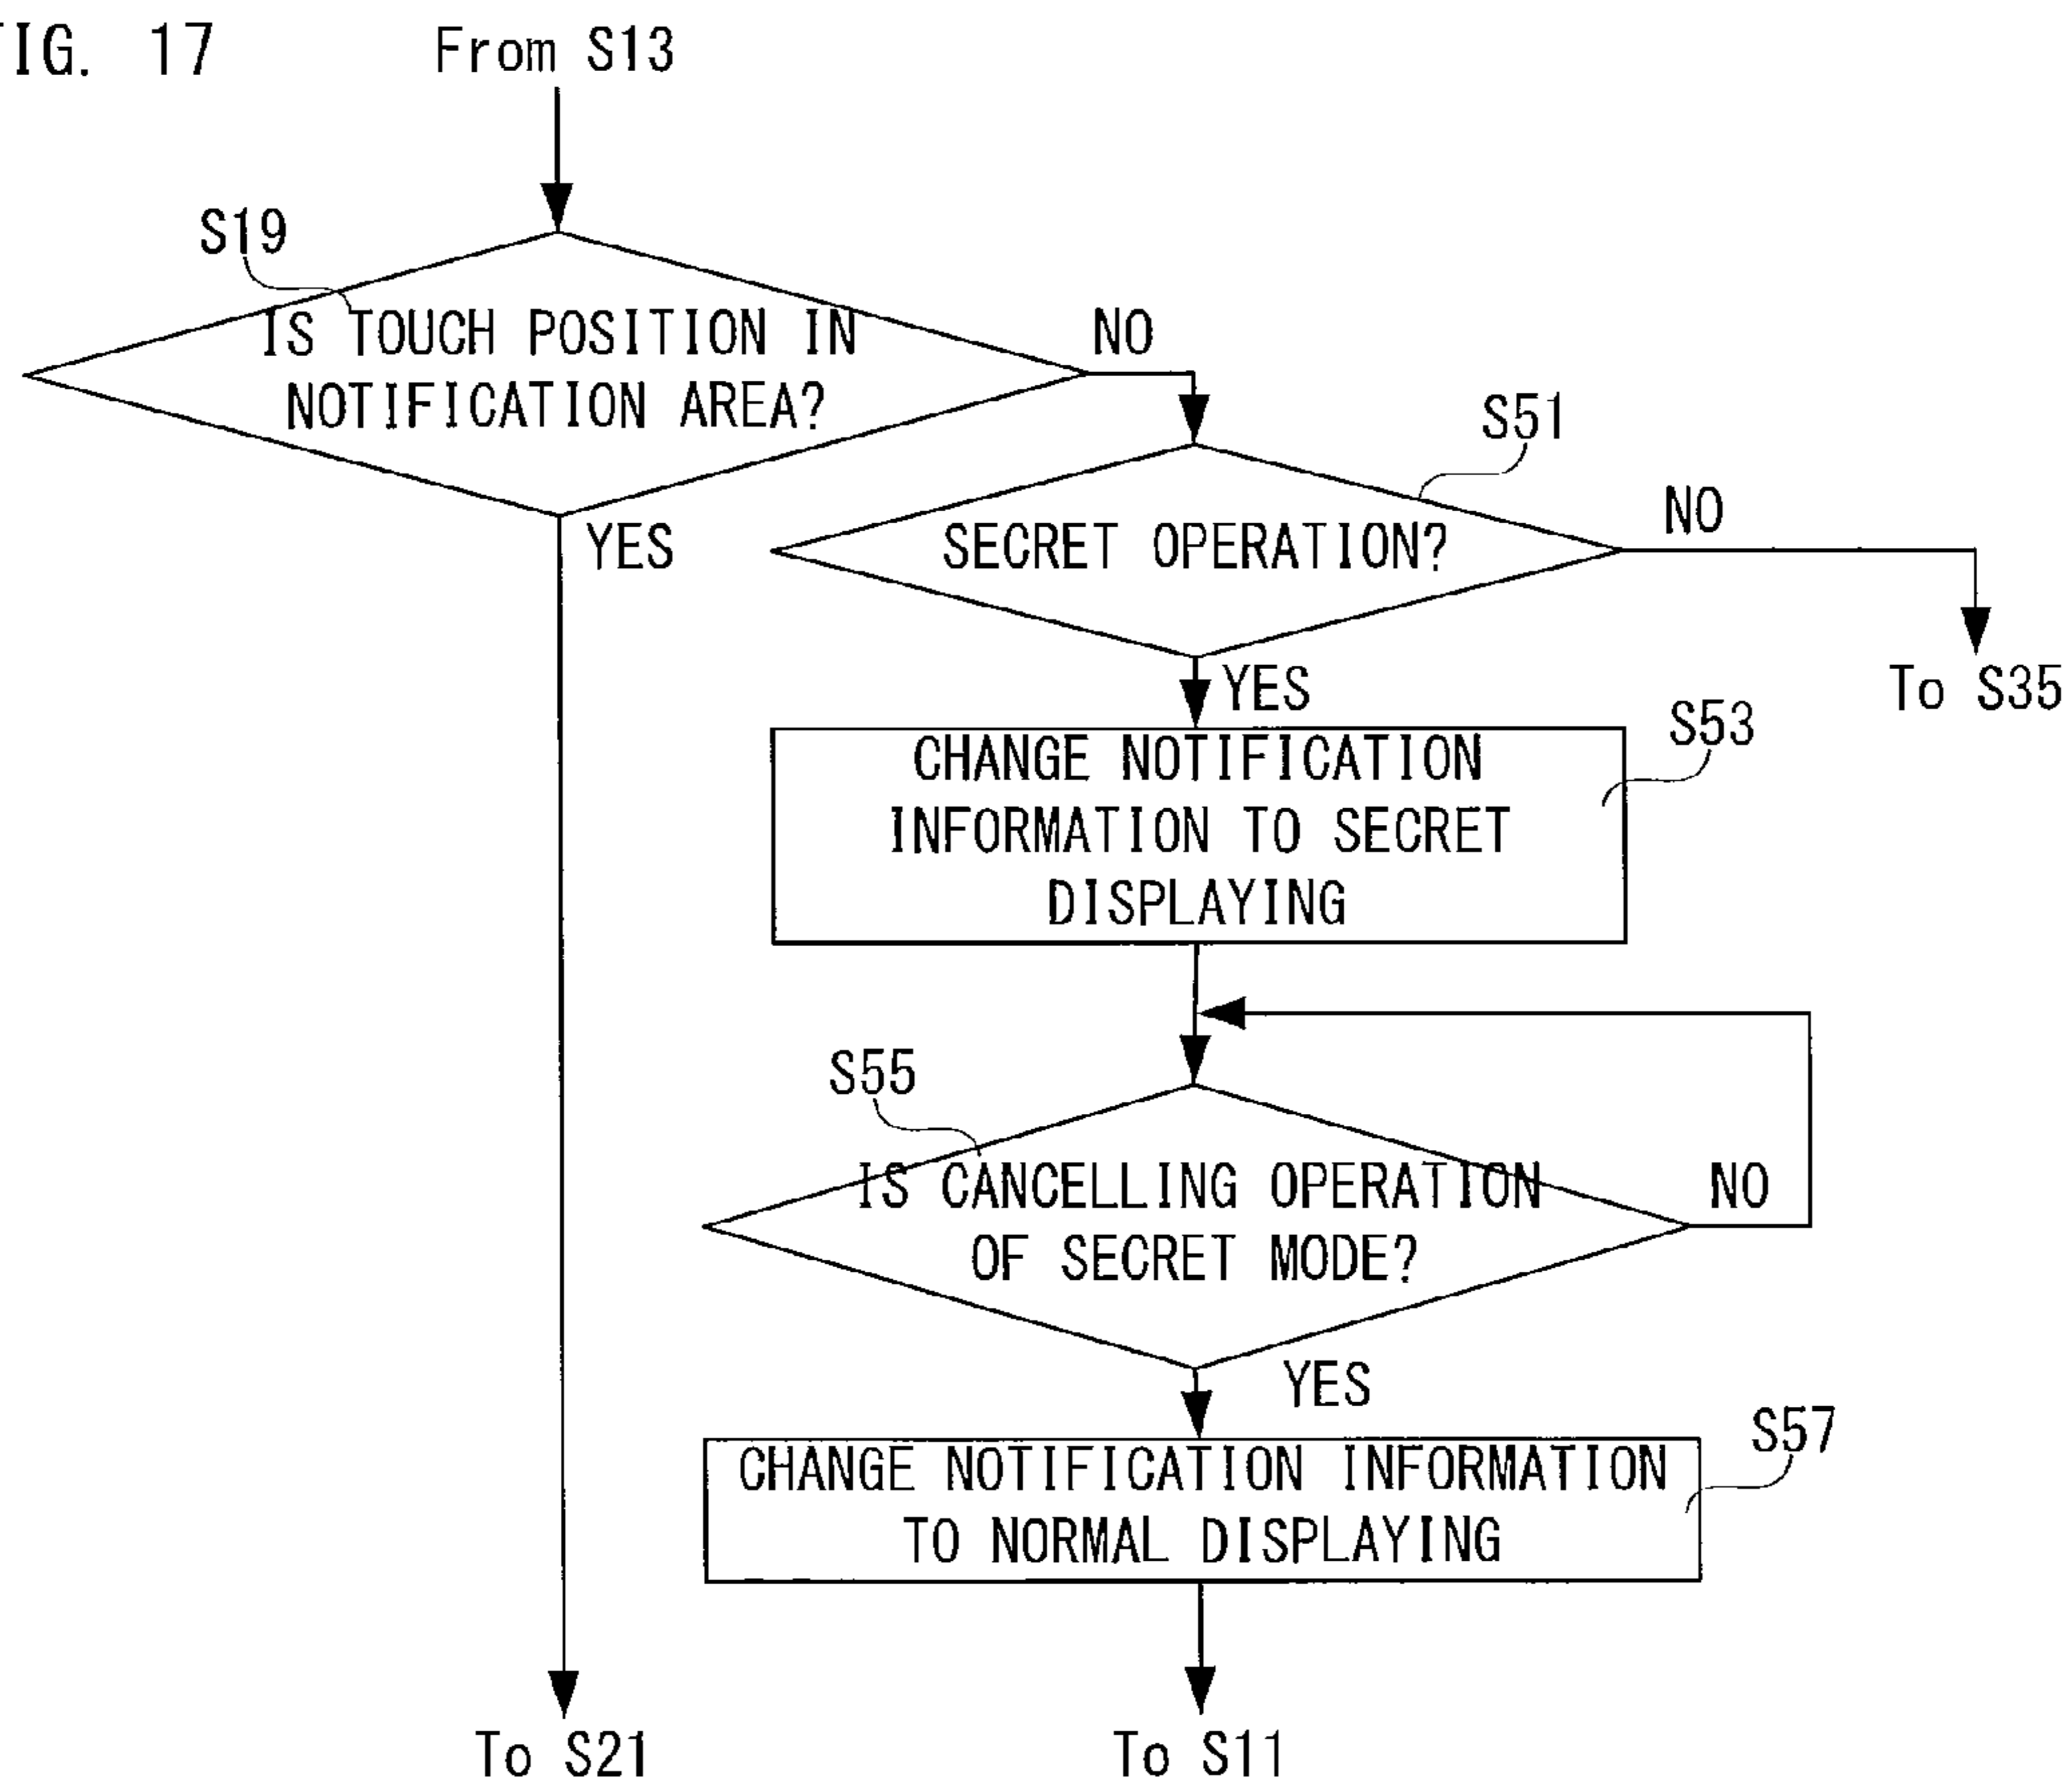 IG. 17
From S13
S19
IS TOUCH POSITION IN
NOTIFICATION AREA?
NO
YES
S51
SECRET OPERATION?
NO
To S35
YES
S53
CHANGE NOTIFICATION
INFORMATION TO SECRET
DISPLAYING
S55
IS CANCELLING OPERATION
OF SECRET MODE?
NO
YES
S57
CHANGE NOTIFICATION INFORMATION
TO NORMAL DISPLAYING
To S21
To S11